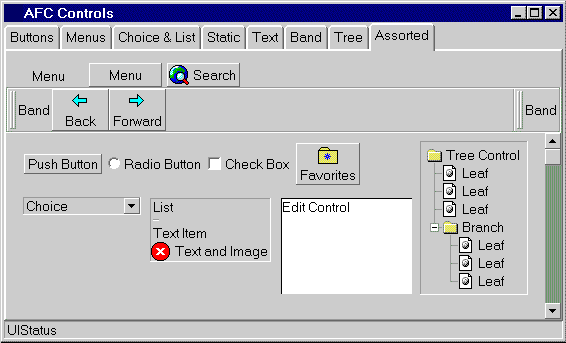 AFC Controls
Buttons Menus Choice & List Static Text Band Tree Assorted
Menu Menu Search
Band Back Forward Band
Push Button Radio Button Check Box Favorites
Choice
List
Text Item
Text and Image
Edit Control
Tree Control
Leaf
Leaf
Leaf
Branch
Leaf
Leaf
Leaf
UIStatus